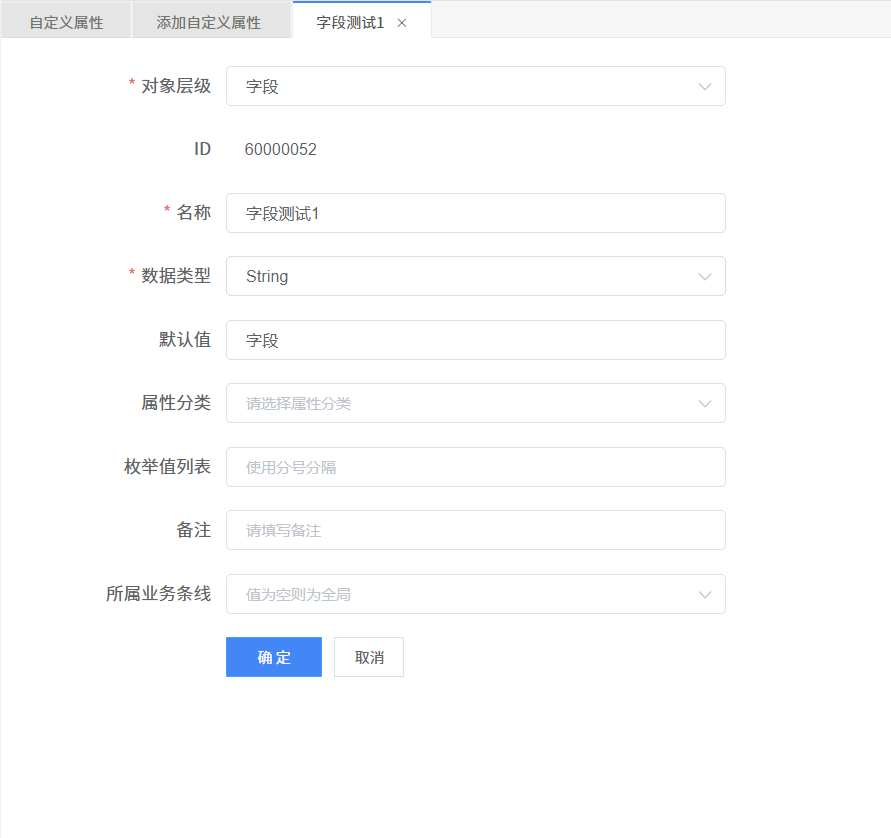 自定义属性 添加自定义属性 字段测试1
* 对象层级 字段
ID 60000052
* 名称 字段测试1
* 数据类型 String
默认值 字段
属性分类 请选择属性分类
枚举值列表 使用分号分隔
备注 请填写备注
所属业务条线 值为空则为全局
确定 取消